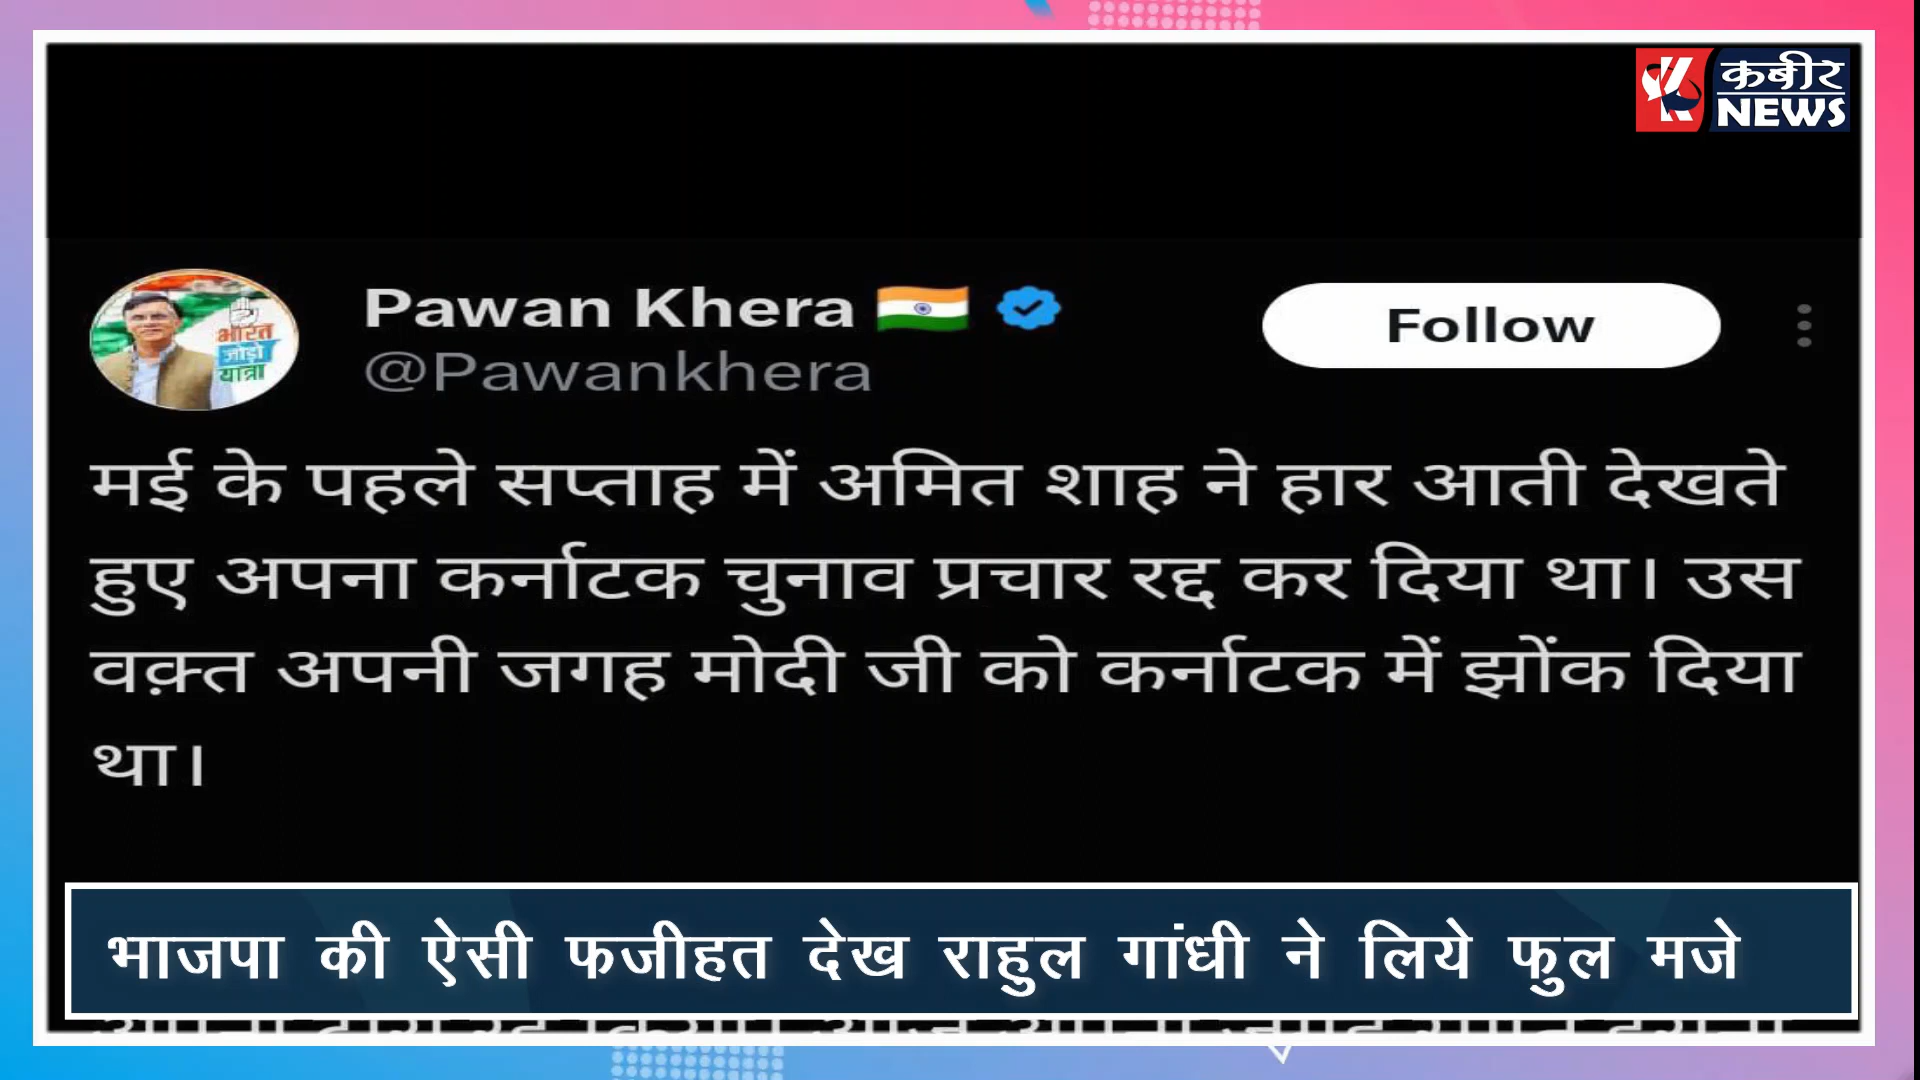 कबीर
NEWS
Pawan Khera
@Pawankhera
Follow
भारत
जोड़ो
यात्रा
मई के पहले सप्ताह में अमित शाह ने हार आती देखते
हुए अपना कर्नाटक चुनाव प्रचार रद्द कर दिया था। उस
वक़्त अपनी जगह मोदी जी को कर्नाटक में झोंक दिया
था।
भाजपा की ऐसी फजीहत देख राहुल गांधी ने लिये फुल मजे